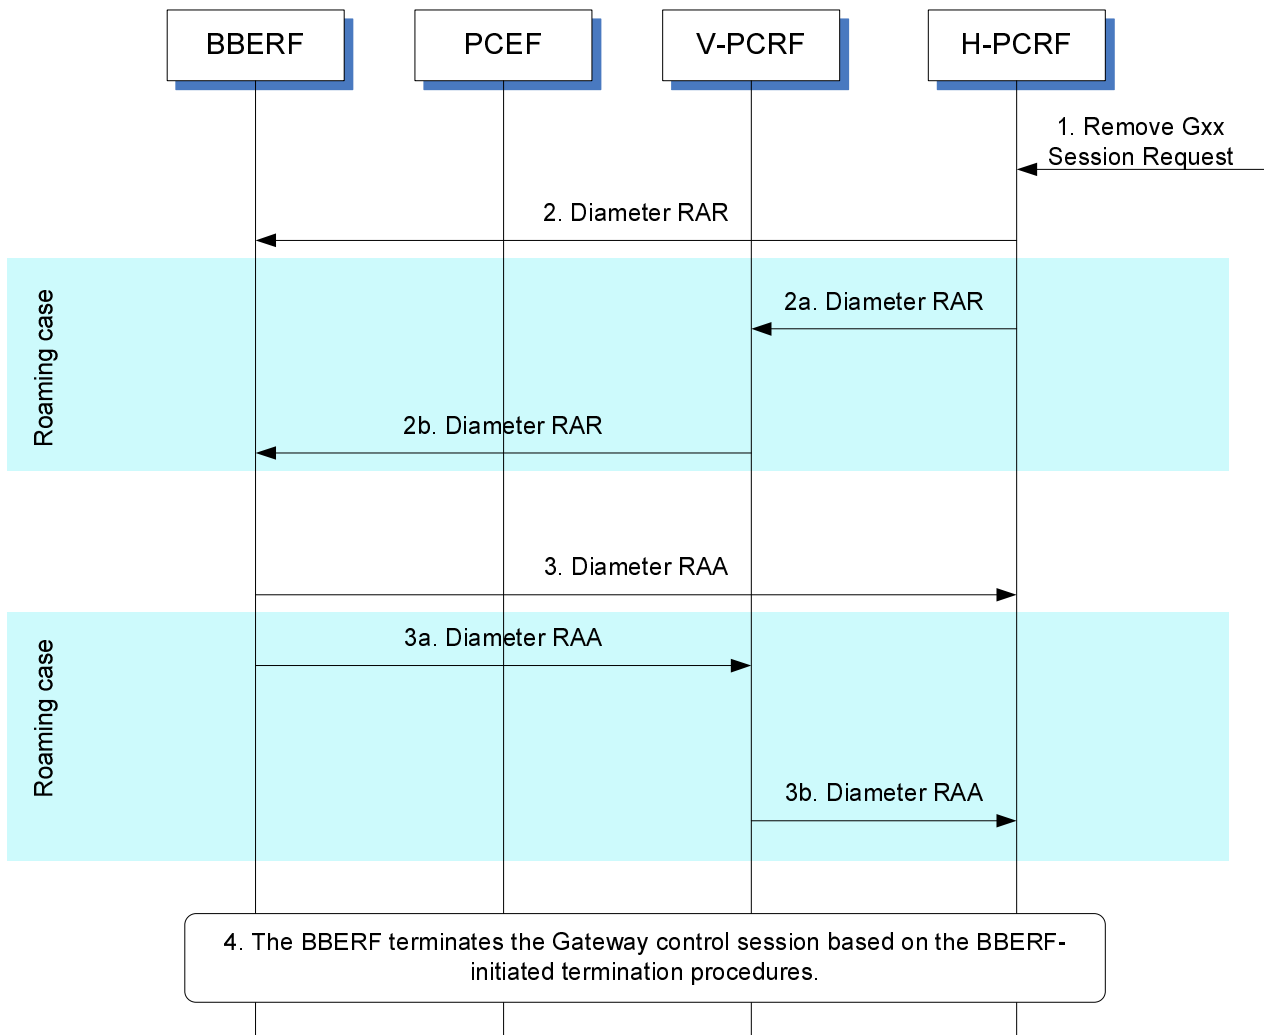 BBERF
PCEF
V-PCRF
H-PCRF
1. Remove Gxx
Session Request
2. Diameter RAR
Roaming case
2a. Diameter RAR
2b. Diameter RAR
3. Diameter RAA
Roaming case
3a. Diameter RAA
3b. Diameter RAA
4. The BBERF terminates the Gateway control session based on the BBERF-
initiated termination procedures.